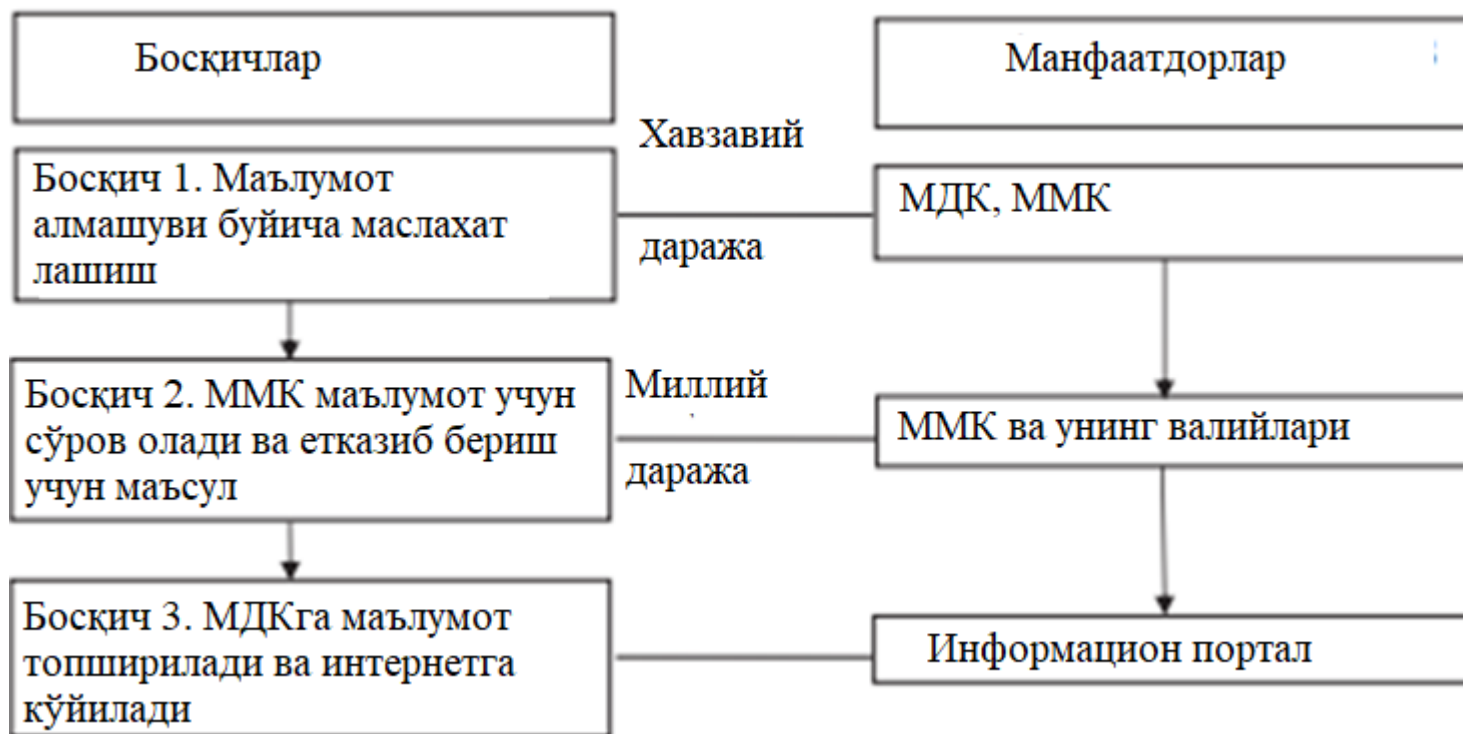 Босқичлар
Манфаатдорлар
Хавзавий
даража
Босқич 1. Маълумот
алмашуви буйича маслахат
лашиш
МДК, ММК
Миллий
даража
Босқич 2. ММК маълумот учун
сўров олади ва етказиб бериш
учун маъсул
ММК ва унинг валийлари
Босқич 3. МДКга маълумот
топширилади ва интернетга
кўйилади
Информацион портал